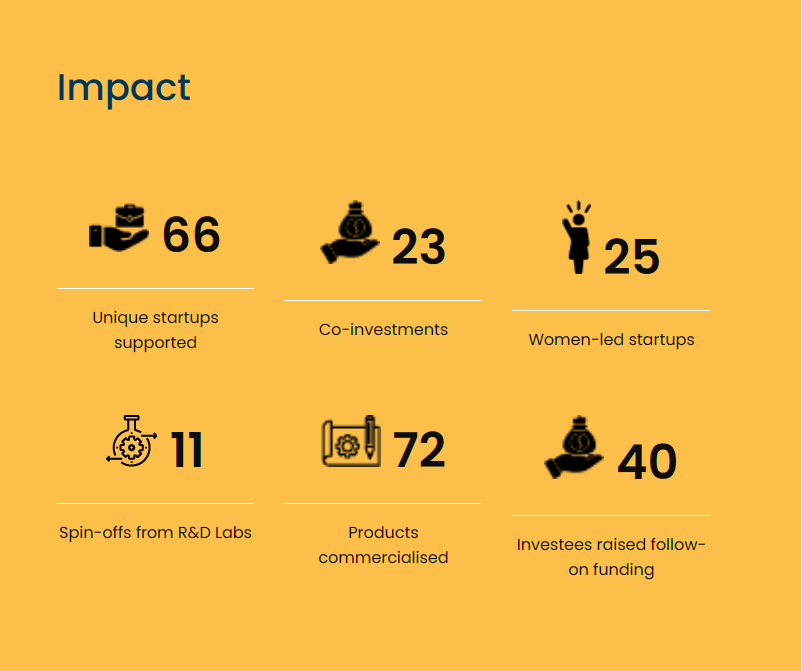 Impact
66
Unique startups
supported
23
Co-investments
25
Women-led startups
11
Spin-offs from R&D Labs
72
Products
commercialised
40
Investees raised follow-
on funding